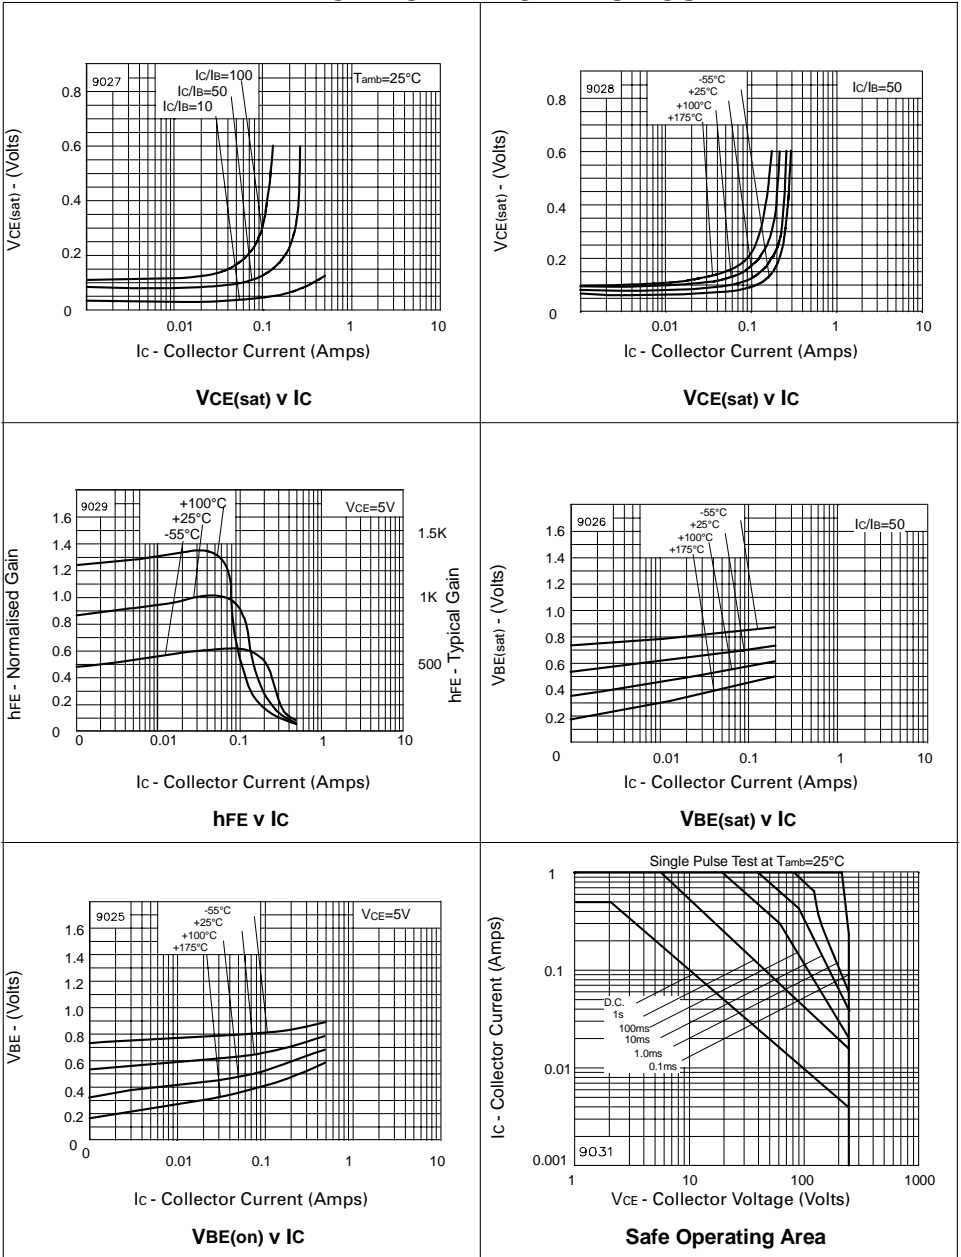 9027
IC/IB=100
IC/IB=50
IC/IB=10
Tamb=25°C
0.8
0.6
0.4
0.2
0
0.01
0.1
1
10
VCE(sat) - (Volts)
IC - Collector Current (Amps)
VCE(sat) v IC
9028
-55°C
+25°C
+100°C
+175°C
IC/IB=50
0.8
0.6
0.4
0.2
0
0.01
0.1
1
10
VCE(sat) - (Volts)
IC - Collector Current (Amps)
VCE(sat) v IC
9029
+100°C
+25°C
-55°C
VCE=5V
1.6
1.4
1.2
1.0
0.8
0.6
0.4
0.2
0
1.5K
1K
500
0
0.01
0.1
1
10
hFE - Normalised Gain
hFE - Typical Gain
IC - Collector Current (Amps)
hFE v IC
9026
-55°C
+25°C
+100°C
+175°C
IC/IB=50
1.6
1.4
1.2
1.0
0.8
0.6
0.4
0.2
0
0.01
0.1
1
10
VBE(sat) - (Volts)
IC - Collector Current (Amps)
VBE(sat) v IC
9025
-55°C
+25°C
+100°C
+175°C
VCE=5V
1.6
1.4
1.2
1.0
0.8
0.6
0.4
0.2
0
0
0.01
0.1
1
10
VBE - (Volts)
IC - Collector Current (Amps)
VBE(on) v IC
Single Pulse Test at Tamb=25°C
1
0.1
0.01
0.001
D.C.
1s
100ms
10ms
1.0ms
0.1ms
9031
1
10
100
1000
IC - Collector Current (Amps)
VCE - Collector Voltage (Volts)
Safe Operating Area